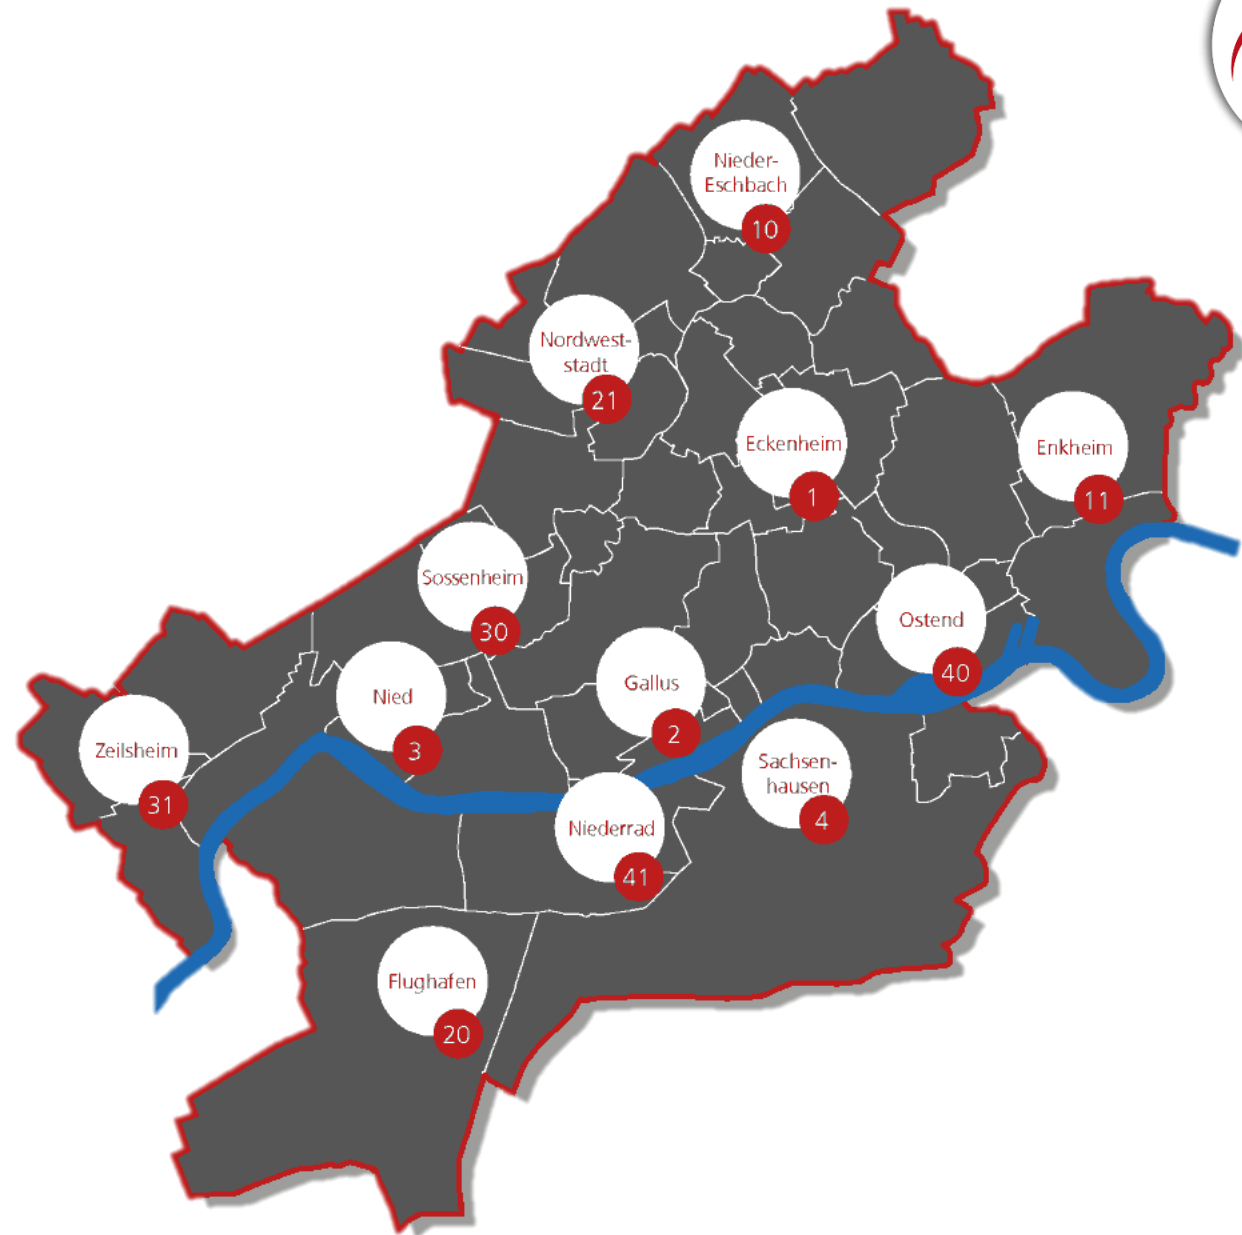 Nieder-
Eschbach
10
Nordwest-
stadt
21
Eckenheim
1
Enkheim
11
Sossenheim
30
Ostend
40
Nied
3
Gallus
2
Zeilsheim
31
Sachsen-
hausen
4
Niederrad
41
Flughafen
20